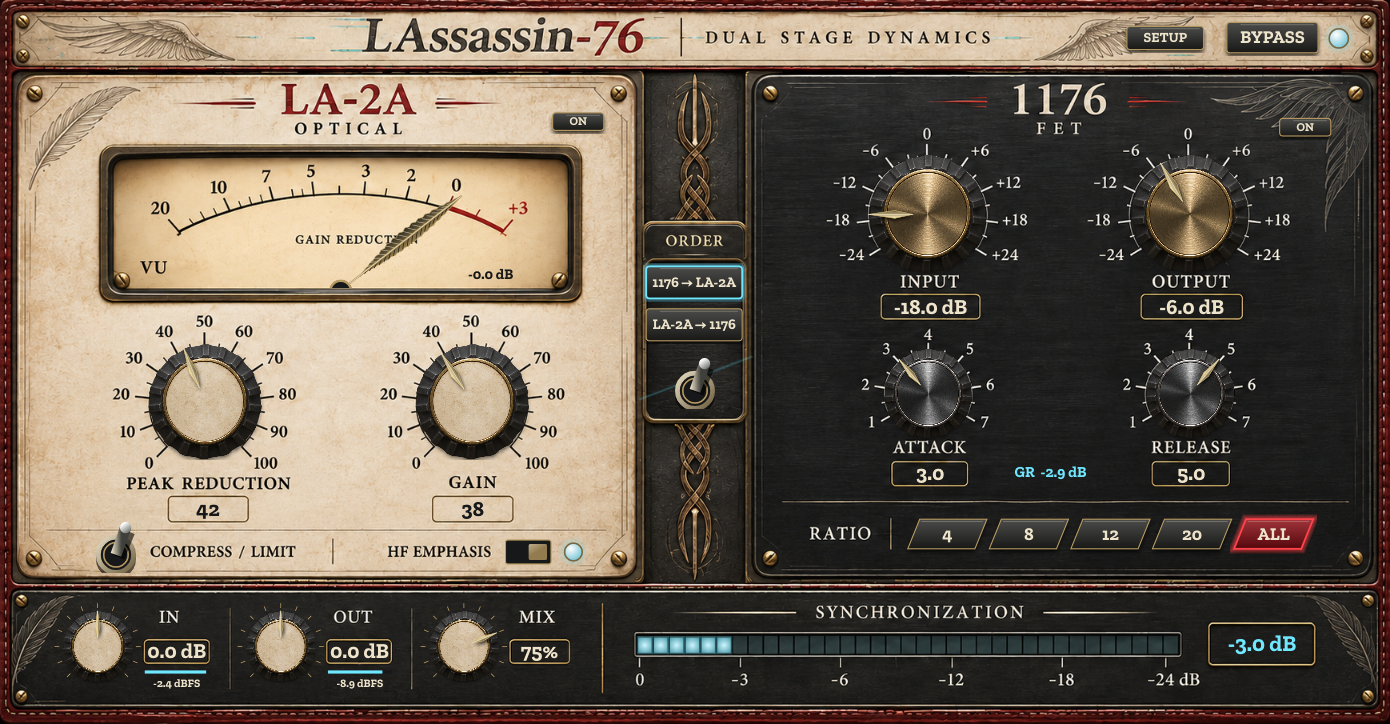 LAssassin-76
DUAL STAGE DYNAMICS
SETUP
BYPASS
LA-2A
OPTICAL
ON
20 10 7 5 3 2 0 +3
GAIN REDUCT
VU
-0.0 dB
0 10 20 30 40 50 60 70 80 90 100
PEAK REDUCTION
42
0 10 20 30 40 50 60 70 80 90 100
GAIN
38
COMPRESS / LIMIT
HF EMPHASIS
ORDER
1176 → LA-2A
LA-2A → 1176
1176
FET
ON
-24 -18 -12 -6 0 +6 +12 +18 +24
INPUT
-18.0 dB
-24 -18 -12 -6 0 +6 +12 +18 +24
OUTPUT
-6.0 dB
1 2 3 4 5 6 7
ATTACK
3.0
GR -2.9 dB
1 2 3 4 5 6 7
RELEASE
5.0
RATIO
4 8 12 20 ALL
IN
0.0 dB
-2.4 dBFS
OUT
0.0 dB
-8.9 dBFS
MIX
75%
SYNCHRONIZATION
0 -3 -6 -12 -18 -24 dB
-3.0 dB